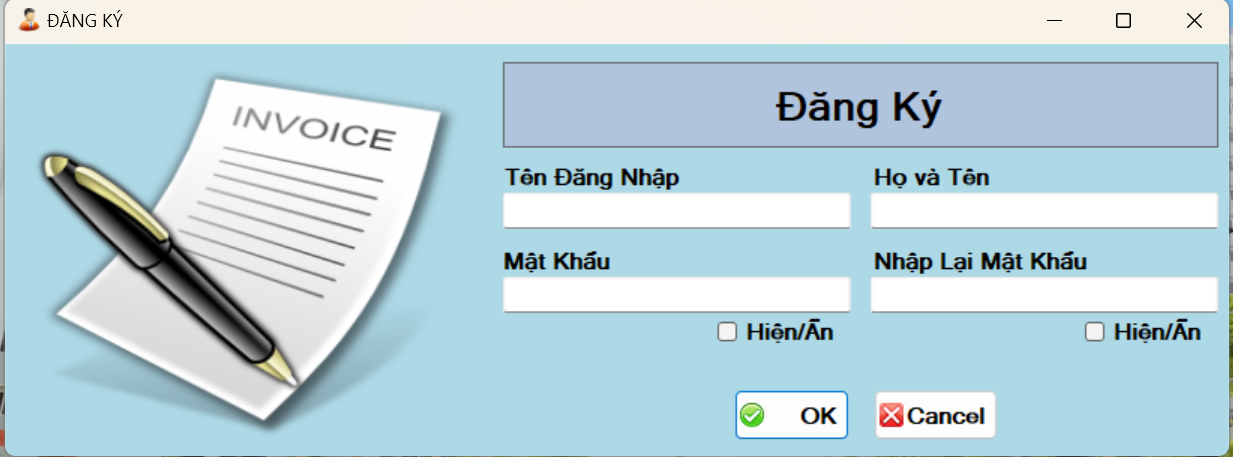 ĐĂNG KÝ
INVOICE
Đăng Ký
Tên Đăng Nhập
Họ và Tên
Mật Khẩu
Nhập Lại Mật Khẩu
Hiện/Ẩn
Hiện/Ẩn
OK
Cancel